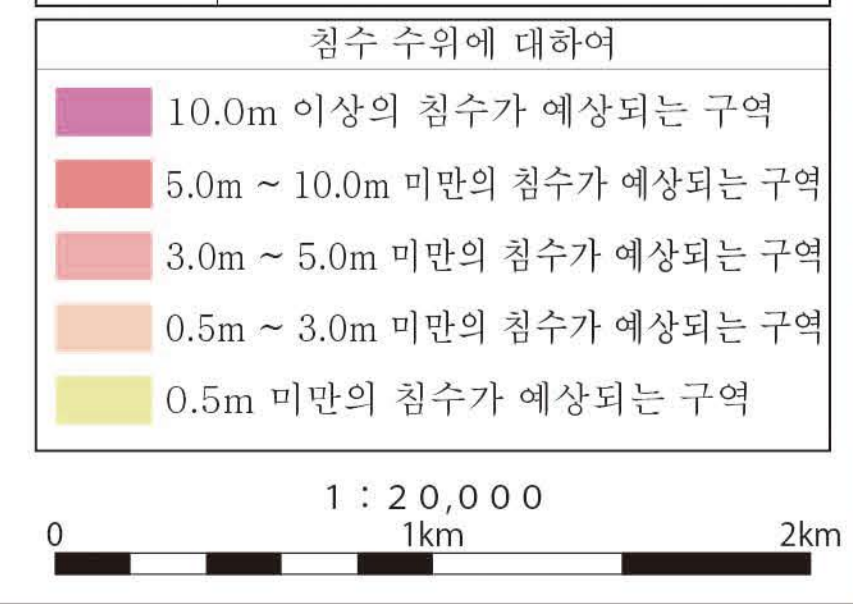 침수 수위에 대하여
10.0m 이상의 침수가 예상되는 구역
5.0m ~ 10.0m 미만의 침수가 예상되는 구역
3.0m ~ 5.0m 미만의 침수가 예상되는 구역
0.5m ~ 3.0m 미만의 침수가 예상되는 구역
0.5m 미만의 침수가 예상되는 구역
1:20,000
0 1km 2km